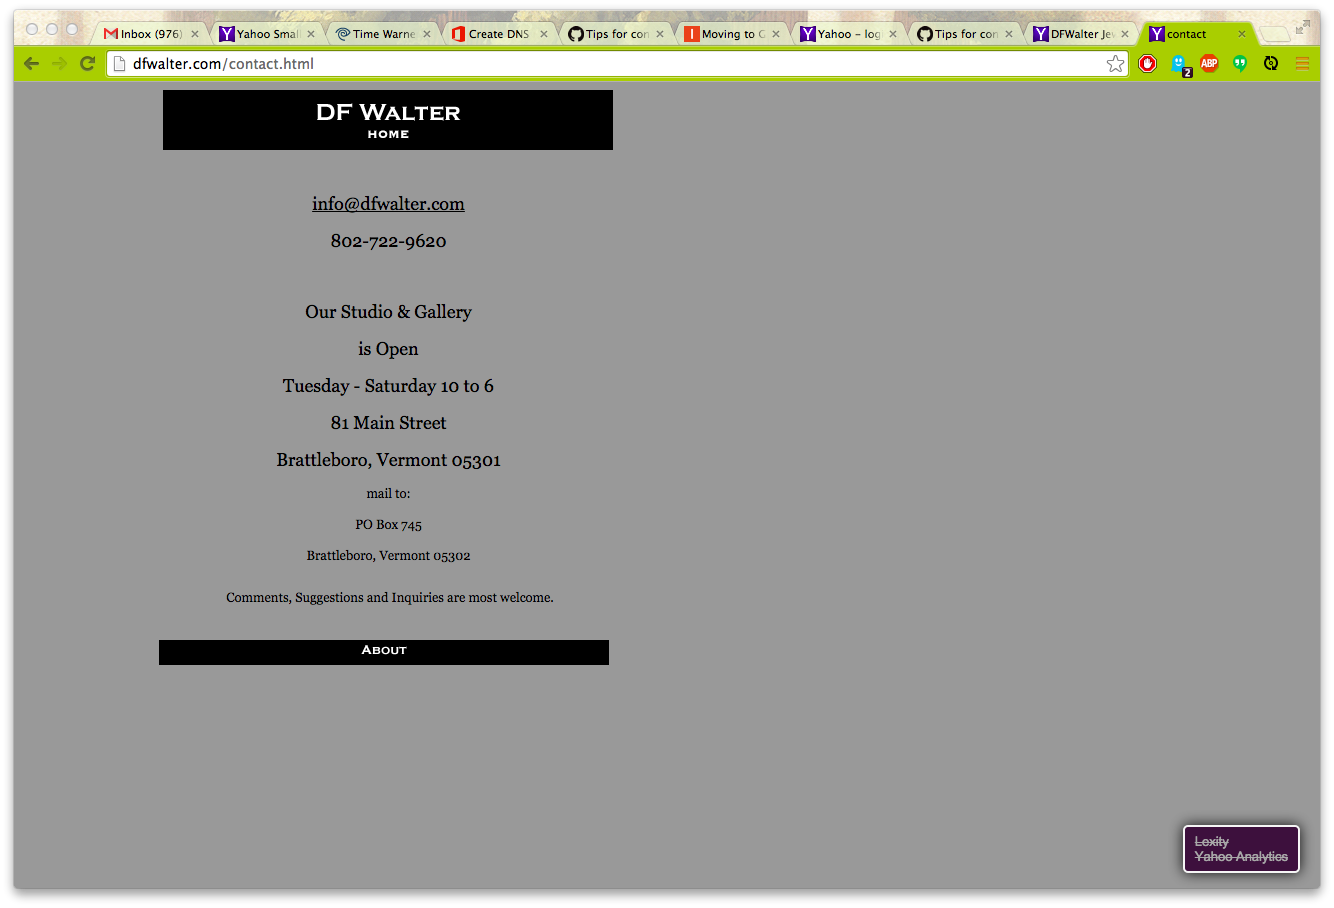 Inbox (976)
Yahoo Smal
Time Warne
Create DNS
Tips for con
Moving to G
Yahoo – log
Tips for con
DFWalter Jew
contact
dfwalter.com/contact.html
2
ABP
DF Walter
HOME
info@dfwalter.com
802-722-9620
Our Studio & Gallery
is Open
Tuesday - Saturday 10 to 6
81 Main Street
Brattleboro, Vermont 05301
mail to:
PO Box 745
Brattleboro, Vermont 05302
Comments, Suggestions and Inquiries are most welcome.
About
Lexity
Yahoo Analytics